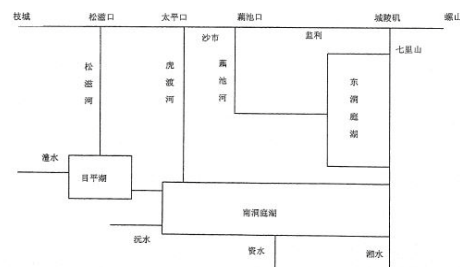 枝城
松滋口
太平口
藕池口
城陵矶
螺山
沙市
监利
七里山
松滋河
虎渡河
藕池河
东洞庭湖
澧水
目平湖
南洞庭湖
沅水
资水
湘水